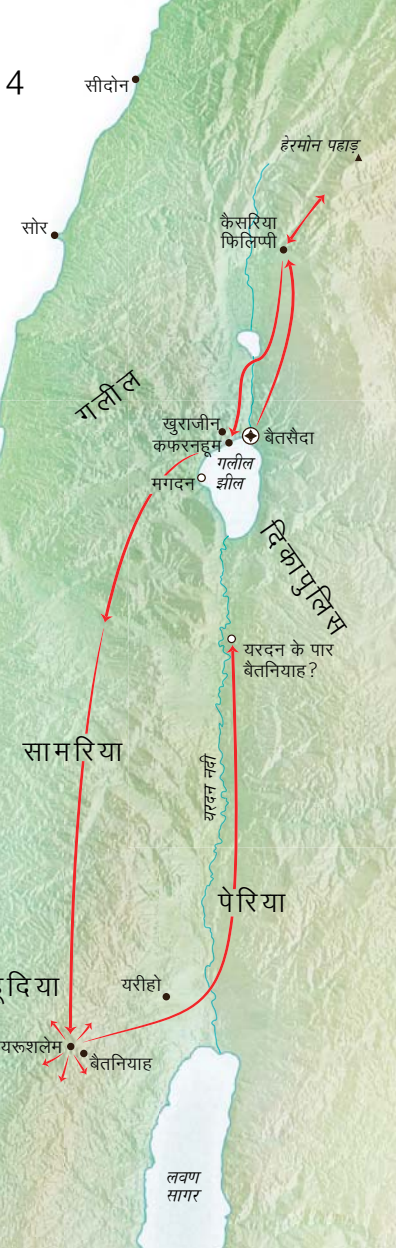 4
सीदोन
हेरमोन पहाड़
सोर
कैसरिया
फिलिप्पी
गलील
खुराजीन
बैतसैदा
कफरनहूम
गलील
झील
मगदन
दिकापुलिस
यरदन के पार
बैतनियाह?
सामरिया
यरदन नदी
पेरिया
यरीहो
यरूशलेम
बैतनियाह
लवण
सागर